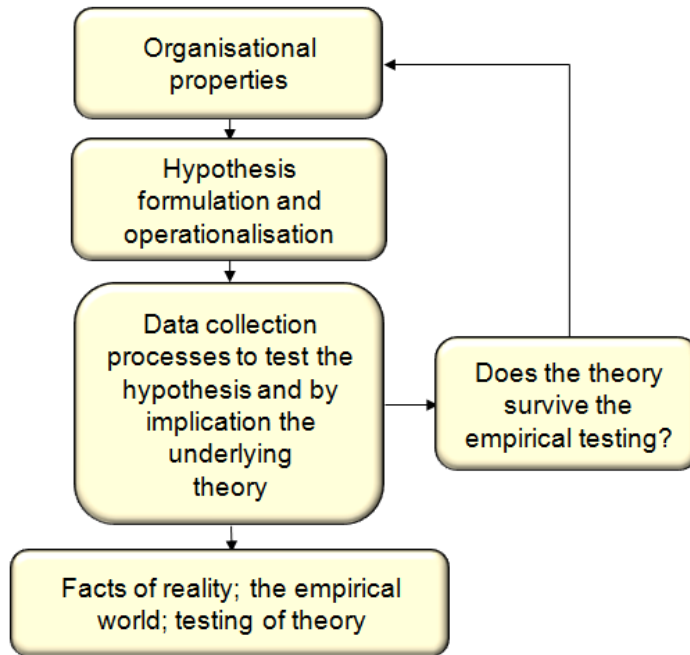 Organisational
properties
Hypothesis
formulation and
operationalisation
Data collection
processes to test the
hypothesis and by
implication the
underlying
theory
Does the theory
survive the
empirical testing?
Facts of reality; the empirical
world; testing of theory